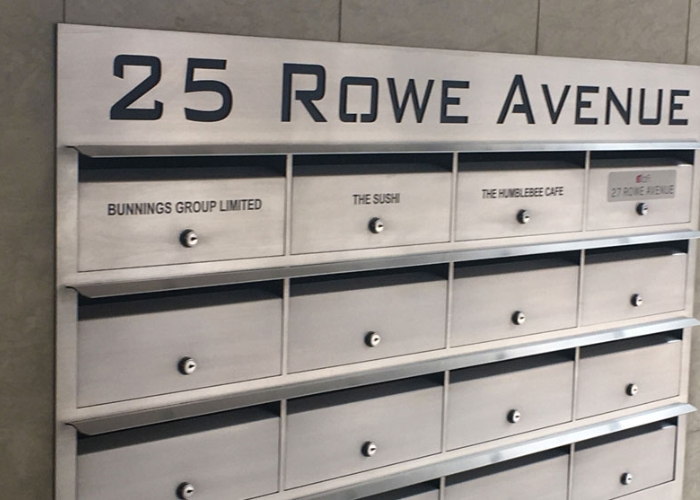 25 ROWE AVENUE
BUNNINGS GROUP LIMITED
THE SUSHI
THE HUMBLEBEE CAFE
27 ROWE AVENUE